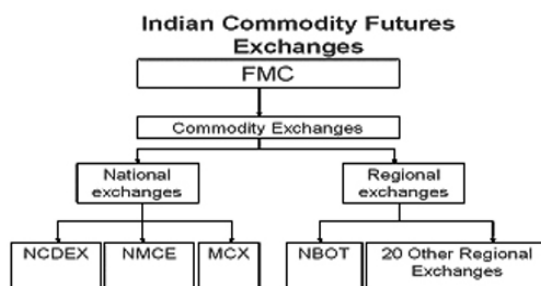 Indian Commodity Futures
Exchanges
FMC
Commodity Exchanges
National
exchanges
Regional
exchanges
NCDEX
NMCE
MCX
NBOT
20 Other Regional
Exchanges